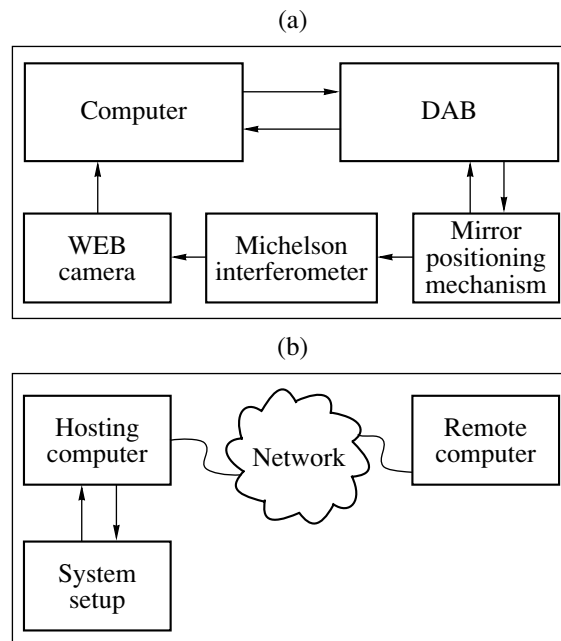 (a)
Computer
DAB
WEB
camera
Michelson
interferometer
Mirror
positioning
mechanism
(b)
Hosting
computer
Network
Remote
computer
System
setup